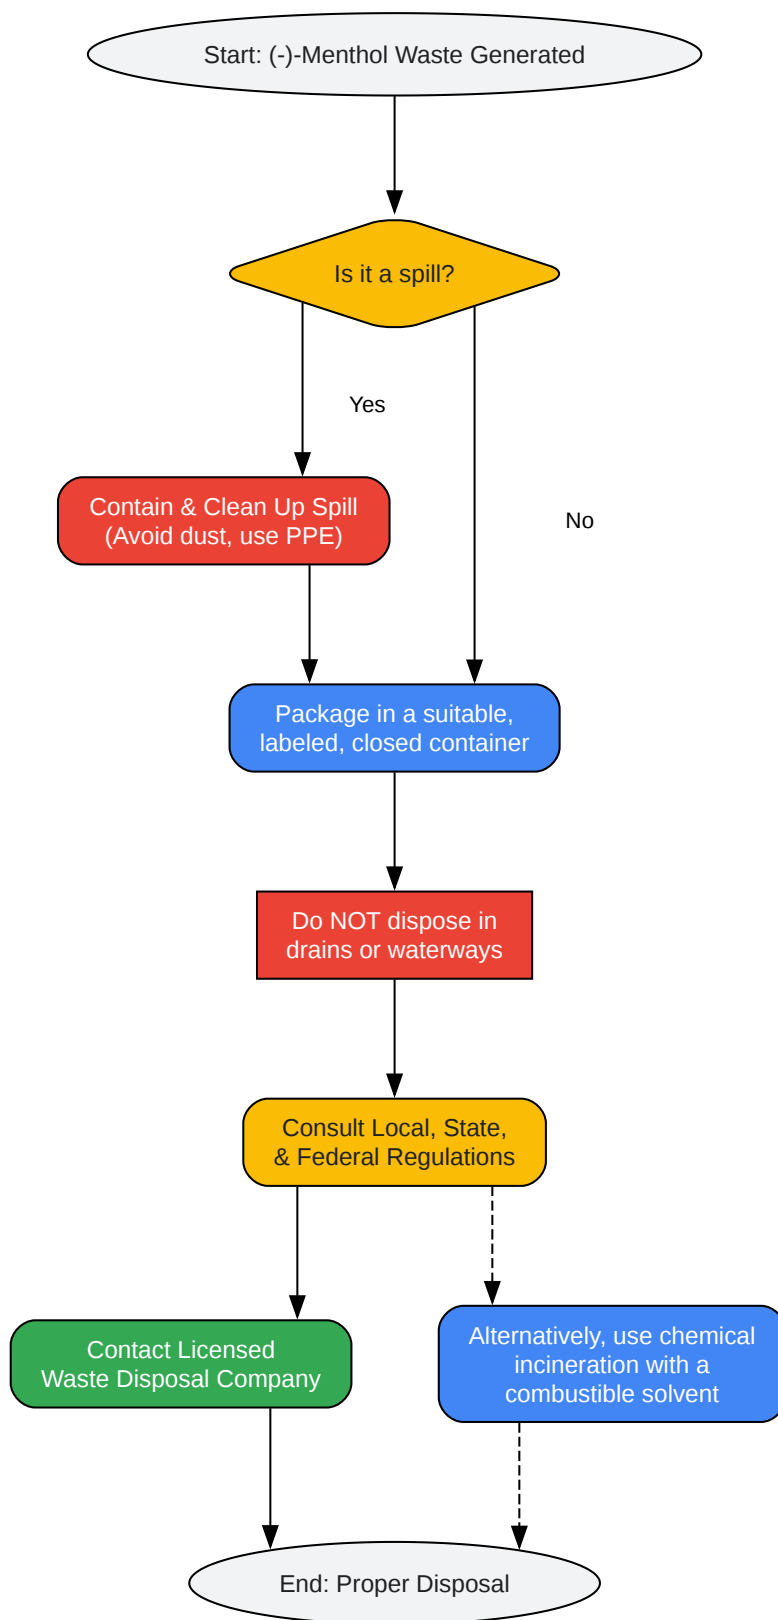 Start: (-)-Menthol Waste Generated
Is it a spill?
Yes
Contain & Clean Up Spill
(Avoid dust, use PPE)
No
Package in a suitable,
labeled, closed container
Do NOT dispose in
drains or waterways
Consult Local, State,
& Federal Regulations
Contact Licensed
Waste Disposal Company
Alternatively, use chemical
incineration with a
combustible solvent
End: Proper Disposal